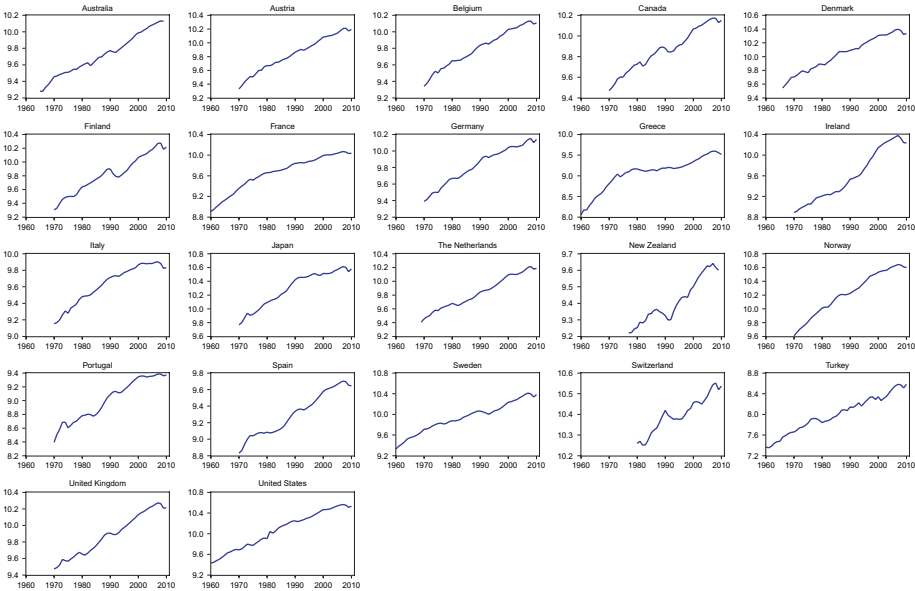 Australia Austria Belgium Canada Denmark
10.2 10.4 10.2 10.2 10.6
10.0 10.2 10.0 10.0 10.4
9.8 10.0 9.8 9.8 10.2
9.6 9.8 9.6 9.6 10.0
9.4 9.6 9.4 9.4 9.8
9.2 9.4 9.2 9.6
9.2 9.4
1960 1970 1980 1990 2000 2010 1960 1970 1980 1990 2000 2010 1960 1970 1980 1990 2000 2010 1960 1970 1980 1990 2000 2010 1960 1970 1980 1990 2000 2010
Finland France Germany Greece Ireland
10.4 10.4 10.2 10.0 10.4
10.2 10.0 10.0 9.5 10.2
10.0 9.6 9.8 9.0 10.0
9.8 9.2 9.6 8.5 9.8
9.6 8.8 9.4 8.0 9.6
9.4 9.2 9.4
9.2 9.2
9.0
8.8
1960 1970 1980 1990 2000 2010 1960 1970 1980 1990 2000 2010 1960 1970 1980 1990 2000 2010 1960 1970 1980 1990 2000 2010 1960 1970 1980 1990 2000 2010
Italy Japan The Netherlands New Zealand Norway
10.0 10.8 10.4 9.7 10.8
9.8 10.6 10.2 9.6 10.6
9.6 10.4 10.0 9.5 10.4
9.4 10.2 9.8 9.4 10.2
9.2 10.0 9.6 9.3 10.0
9.0 9.8 9.4 9.2 9.8
9.6 9.2 9.6
1960 1970 1980 1990 2000 2010 1960 1970 1980 1990 2000 2010 1960 1970 1980 1990 2000 2010 1960 1970 1980 1990 2000 2010 1960 1970 1980 1990 2000 2010
Portugal Spain Sweden Switzerland Turkey
9.4 9.8 10.8 10.6 8.8
9.2 9.6 10.4 10.5 8.4
9.0 9.4 10.0 10.4 8.0
8.8 9.2 9.6 10.3 7.6
8.6 9.0 9.2 10.2 7.2
8.4 8.8
8.2
1960 1970 1980 1990 2000 2010 1960 1970 1980 1990 2000 2010 1960 1970 1980 1990 2000 2010 1960 1970 1980 1990 2000 2010 1960 1970 1980 1990 2000 2010
United Kingdom United States
10.4 10.8
10.2 10.4
10.0 10.0
9.8 9.6
9.6 9.2
9.4
1960 1970 1980 1990 2000 2010 1960 1970 1980 1990 2000 2010